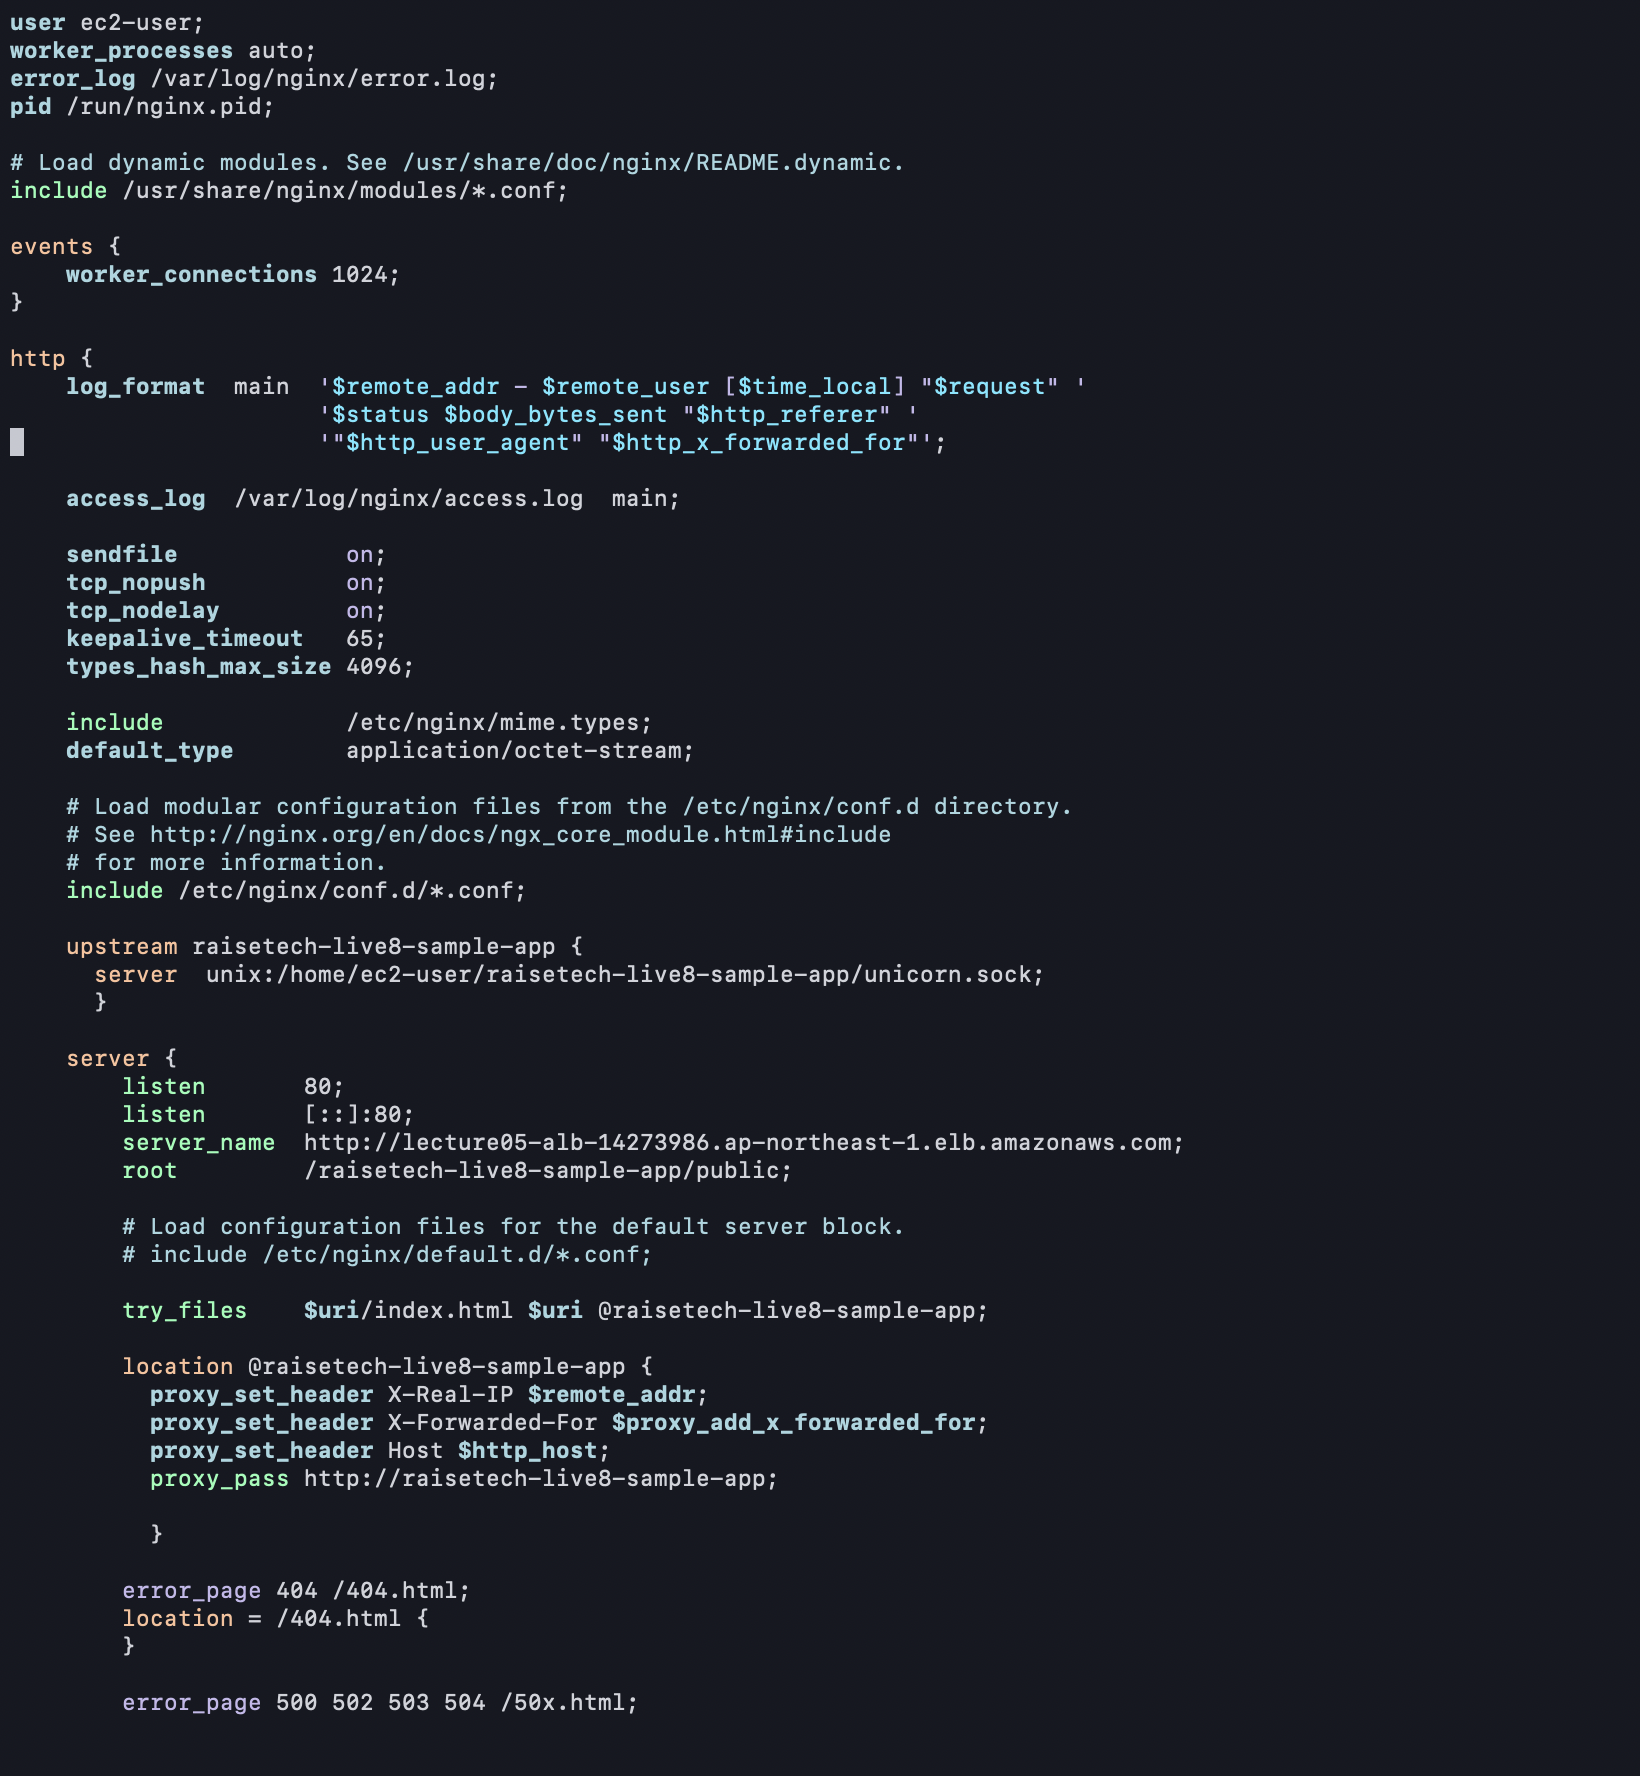 user ec2-user;
worker_processes auto;
error_log /var/log/nginx/error.log;
pid /run/nginx.pid;
# Load dynamic modules. See /usr/share/doc/nginx/README.dynamic.
include /usr/share/nginx/modules/*.conf;
events {
    worker_connections 1024;
}
http {
    log_format  main  '$remote_addr - $remote_user [$time_local] "$request" '
                      '$status $body_bytes_sent "$http_referer" '
                      '"$http_user_agent" "$http_x_forwarded_for"';
    access_log  /var/log/nginx/access.log  main;
    sendfile            on;
    tcp_nopush          on;
    tcp_nodelay         on;
    keepalive_timeout   65;
    types_hash_max_size 4096;
    include             /etc/nginx/mime.types;
    default_type        application/octet-stream;
    # Load modular configuration files from the /etc/nginx/conf.d directory.
    # See http://nginx.org/en/docs/ngx_core_module.html#include
    # for more information.
    include /etc/nginx/conf.d/*.conf;
    upstream raisetech-live8-sample-app {
      server  unix:/home/ec2-user/raisetech-live8-sample-app/unicorn.sock;
      }
    server {
        listen       80;
        listen       [::]:80;
        server_name  http://lecture05-alb-14273986.ap-northeast-1.elb.amazonaws.com;
        root         /raisetech-live8-sample-app/public;
        # Load configuration files for the default server block.
        # include /etc/nginx/default.d/*.conf;
        try_files    $uri/index.html $uri @raisetech-live8-sample-app;
        location @raisetech-live8-sample-app {
          proxy_set_header X-Real-IP $remote_addr;
          proxy_set_header X-Forwarded-For $proxy_add_x_forwarded_for;
          proxy_set_header Host $http_host;
          proxy_pass http://raisetech-live8-sample-app;
          }
        error_page 404 /404.html;
        location = /404.html {
        }
        error_page 500 502 503 504 /50x.html;